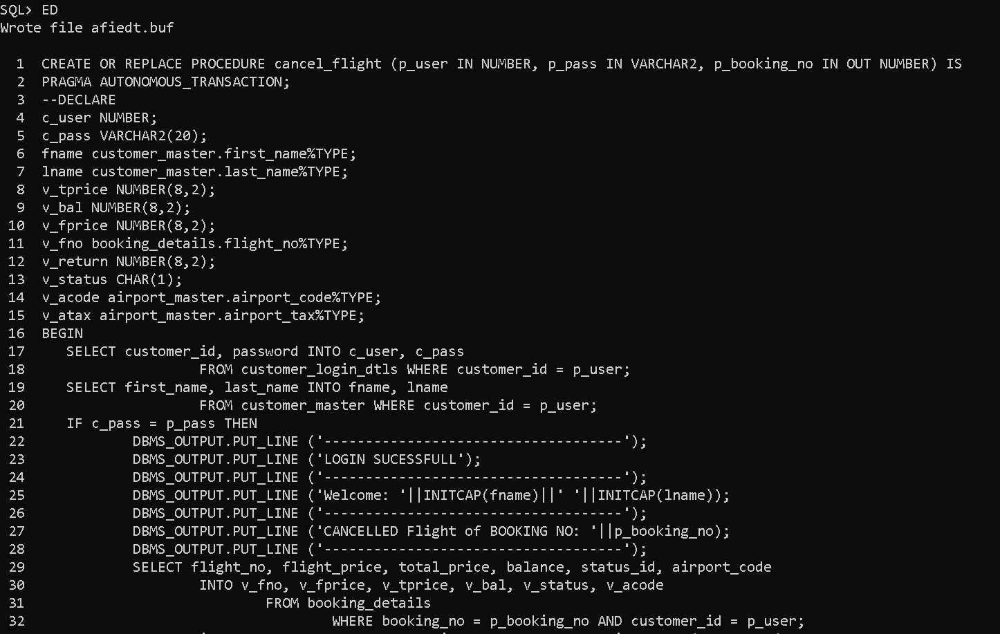 SQL> ED
Wrote file afiedt.buf
1 CREATE OR REPLACE PROCEDURE cancel_flight (p_user IN NUMBER, p_pass IN VARCHAR2, p_booking_no IN OUT NUMBER) IS
2 PRAGMA AUTONOMOUS_TRANSACTION;
3 --DECLARE
4 c_user NUMBER;
5 c_pass VARCHAR2(20);
6 fname customer_master.first_name%TYPE;
7 lname customer_master.last_name%TYPE;
8 v_tprice NUMBER(8,2);
9 v_bal NUMBER(8,2);
10 v_fprice NUMBER(8,2);
11 v_fno booking_details.flight_no%TYPE;
12 v_return NUMBER(8,2);
13 v_status CHAR(1);
14 v_acode airport_master.airport_code%TYPE;
15 v_atax airport_master.airport_tax%TYPE;
16 BEGIN
17 SELECT customer_id, password INTO c_user, c_pass
18 FROM customer_login_dtls WHERE customer_id = p_user;
19 SELECT first_name, last_name INTO fname, lname
20 FROM customer_master WHERE customer_id = p_user;
21 IF c_pass = p_pass THEN
22 DBMS_OUTPUT.PUT_LINE ('------------------------------------');
23 DBMS_OUTPUT.PUT_LINE ('LOGIN SUCESSFULL');
24 DBMS_OUTPUT.PUT_LINE ('------------------------------------');
25 DBMS_OUTPUT.PUT_LINE ('Welcome: '||INITCAP(fname)||' '||INITCAP(lname));
26 DBMS_OUTPUT.PUT_LINE ('------------------------------------');
27 DBMS_OUTPUT.PUT_LINE ('CANCELLED Flight of BOOKING NO: '||p_booking_no);
28 DBMS_OUTPUT.PUT_LINE ('------------------------------------');
29 SELECT flight_no, flight_price, total_price, balance, status_id, airport_code
30 INTO v_fno, v_fprice, v_tprice, v_bal, v_status, v_acode
31 FROM booking_details
32 WHERE booking_no = p_booking_no AND customer_id = p_user;